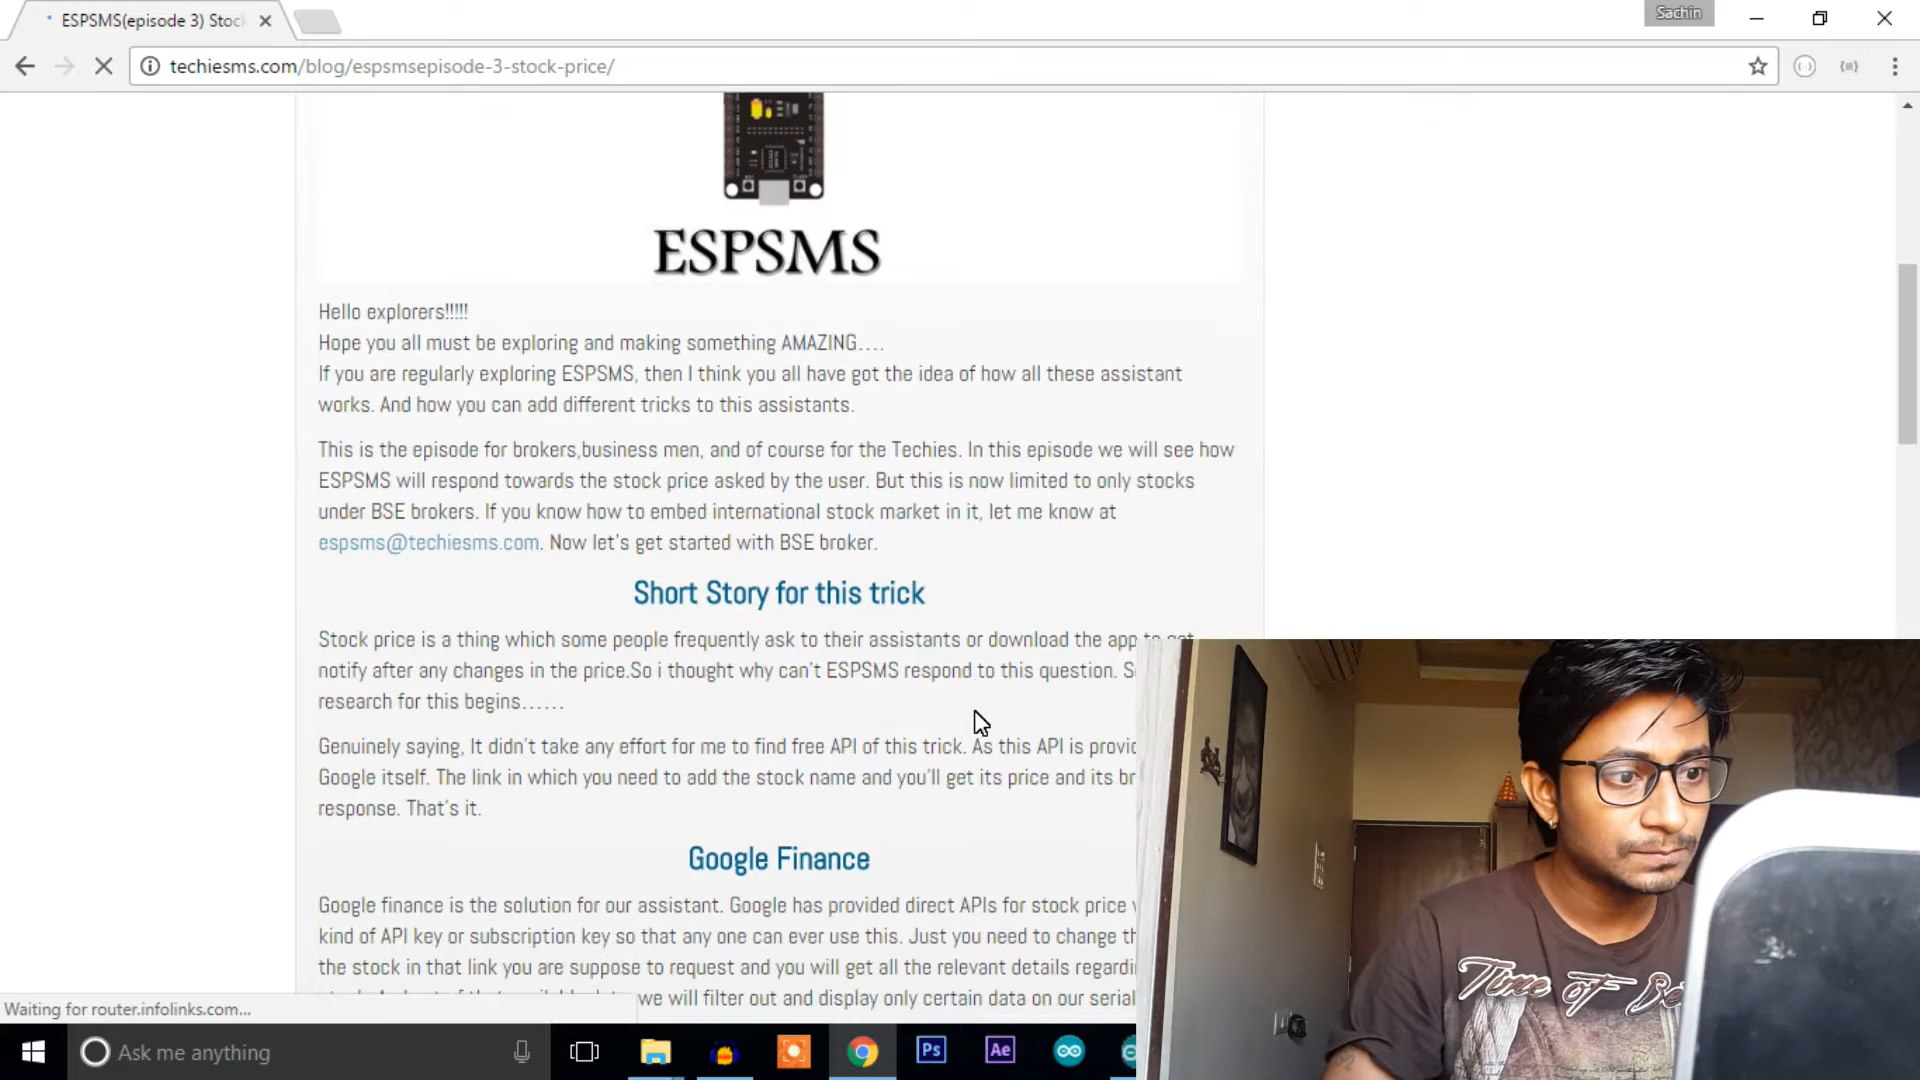 ESPSMS(episode 3) Stoc
Sachin
techiesms.com/blog/espsmsepisode-3-stock-price/
ESPSMS
Hello explorers!!!!!
Hope you all must be exploring and making something AMAZING....
If you are regularly exploring ESPSMS, then I think you all have got the idea of how all these assistant
works. And how you can add different tricks to this assistants.
This is the episode for brokers,business men, and of course for the Techies. In this episode we will see how
ESPSMS will respond towards the stock price asked by the user. But this is now limited to only stocks
under BSE brokers. If you know how to embed international stock market in it, let me know at
espsms@techiesms.com. Now let's get started with BSE broker.
Short Story for this trick
Stock price is a thing which some people frequently ask to their assistants or download the app to get
notify after any changes in the price.So i thought why can't ESPSMS respond to this question.
research for this begins......
Genuinely saying, It didn't take any effort for me to find free API of this trick. As this API is
Google itself. The link in which you need to add the stock name and you'll get its price and its
response. That's it.
Google Finance
Google finance is the solution for our assistant. Google has provided direct APIs for stock price
kind of API key or subscription key so that any one can ever use this. Just you need to change
the stock in that link you are suppose to request and you will get all the relevant details
we will filter out and display only certain data on our serial
Waiting for router.infolinks.com...
Ask me anything
Ps
Ae
Time of